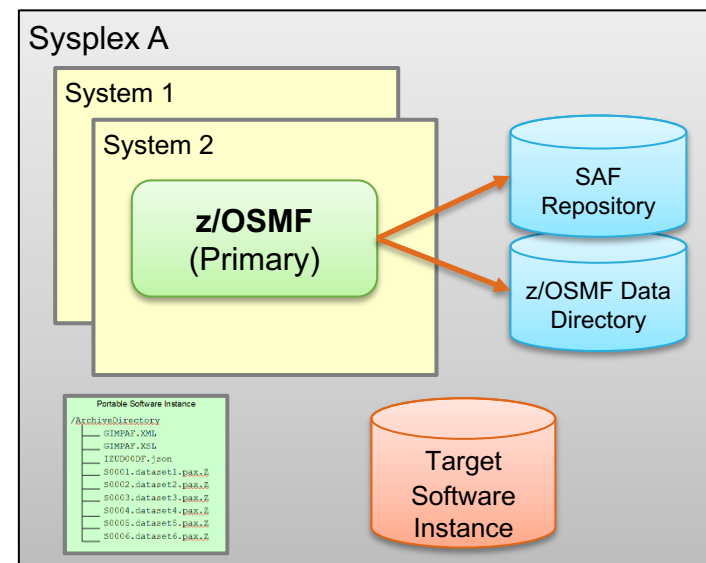 Sysplex A
System 1
System 2
z/OSMF
(Primary)
SAF
Repository
z/OSMF Data
Directory
Portable Software Instance
/ArchiveDirectory
GIMPAF.XML
GIMPAF.XSL
IZUD00DF.json
S0001.dataset1.pax.Z
S0002.dataset2.pax.Z
S0003.dataset3.pax.Z
S0004.dataset4.pax.Z
S0005.dataset5.pax.Z
S0006.dataset6.pax.Z
Target
Software
Instance